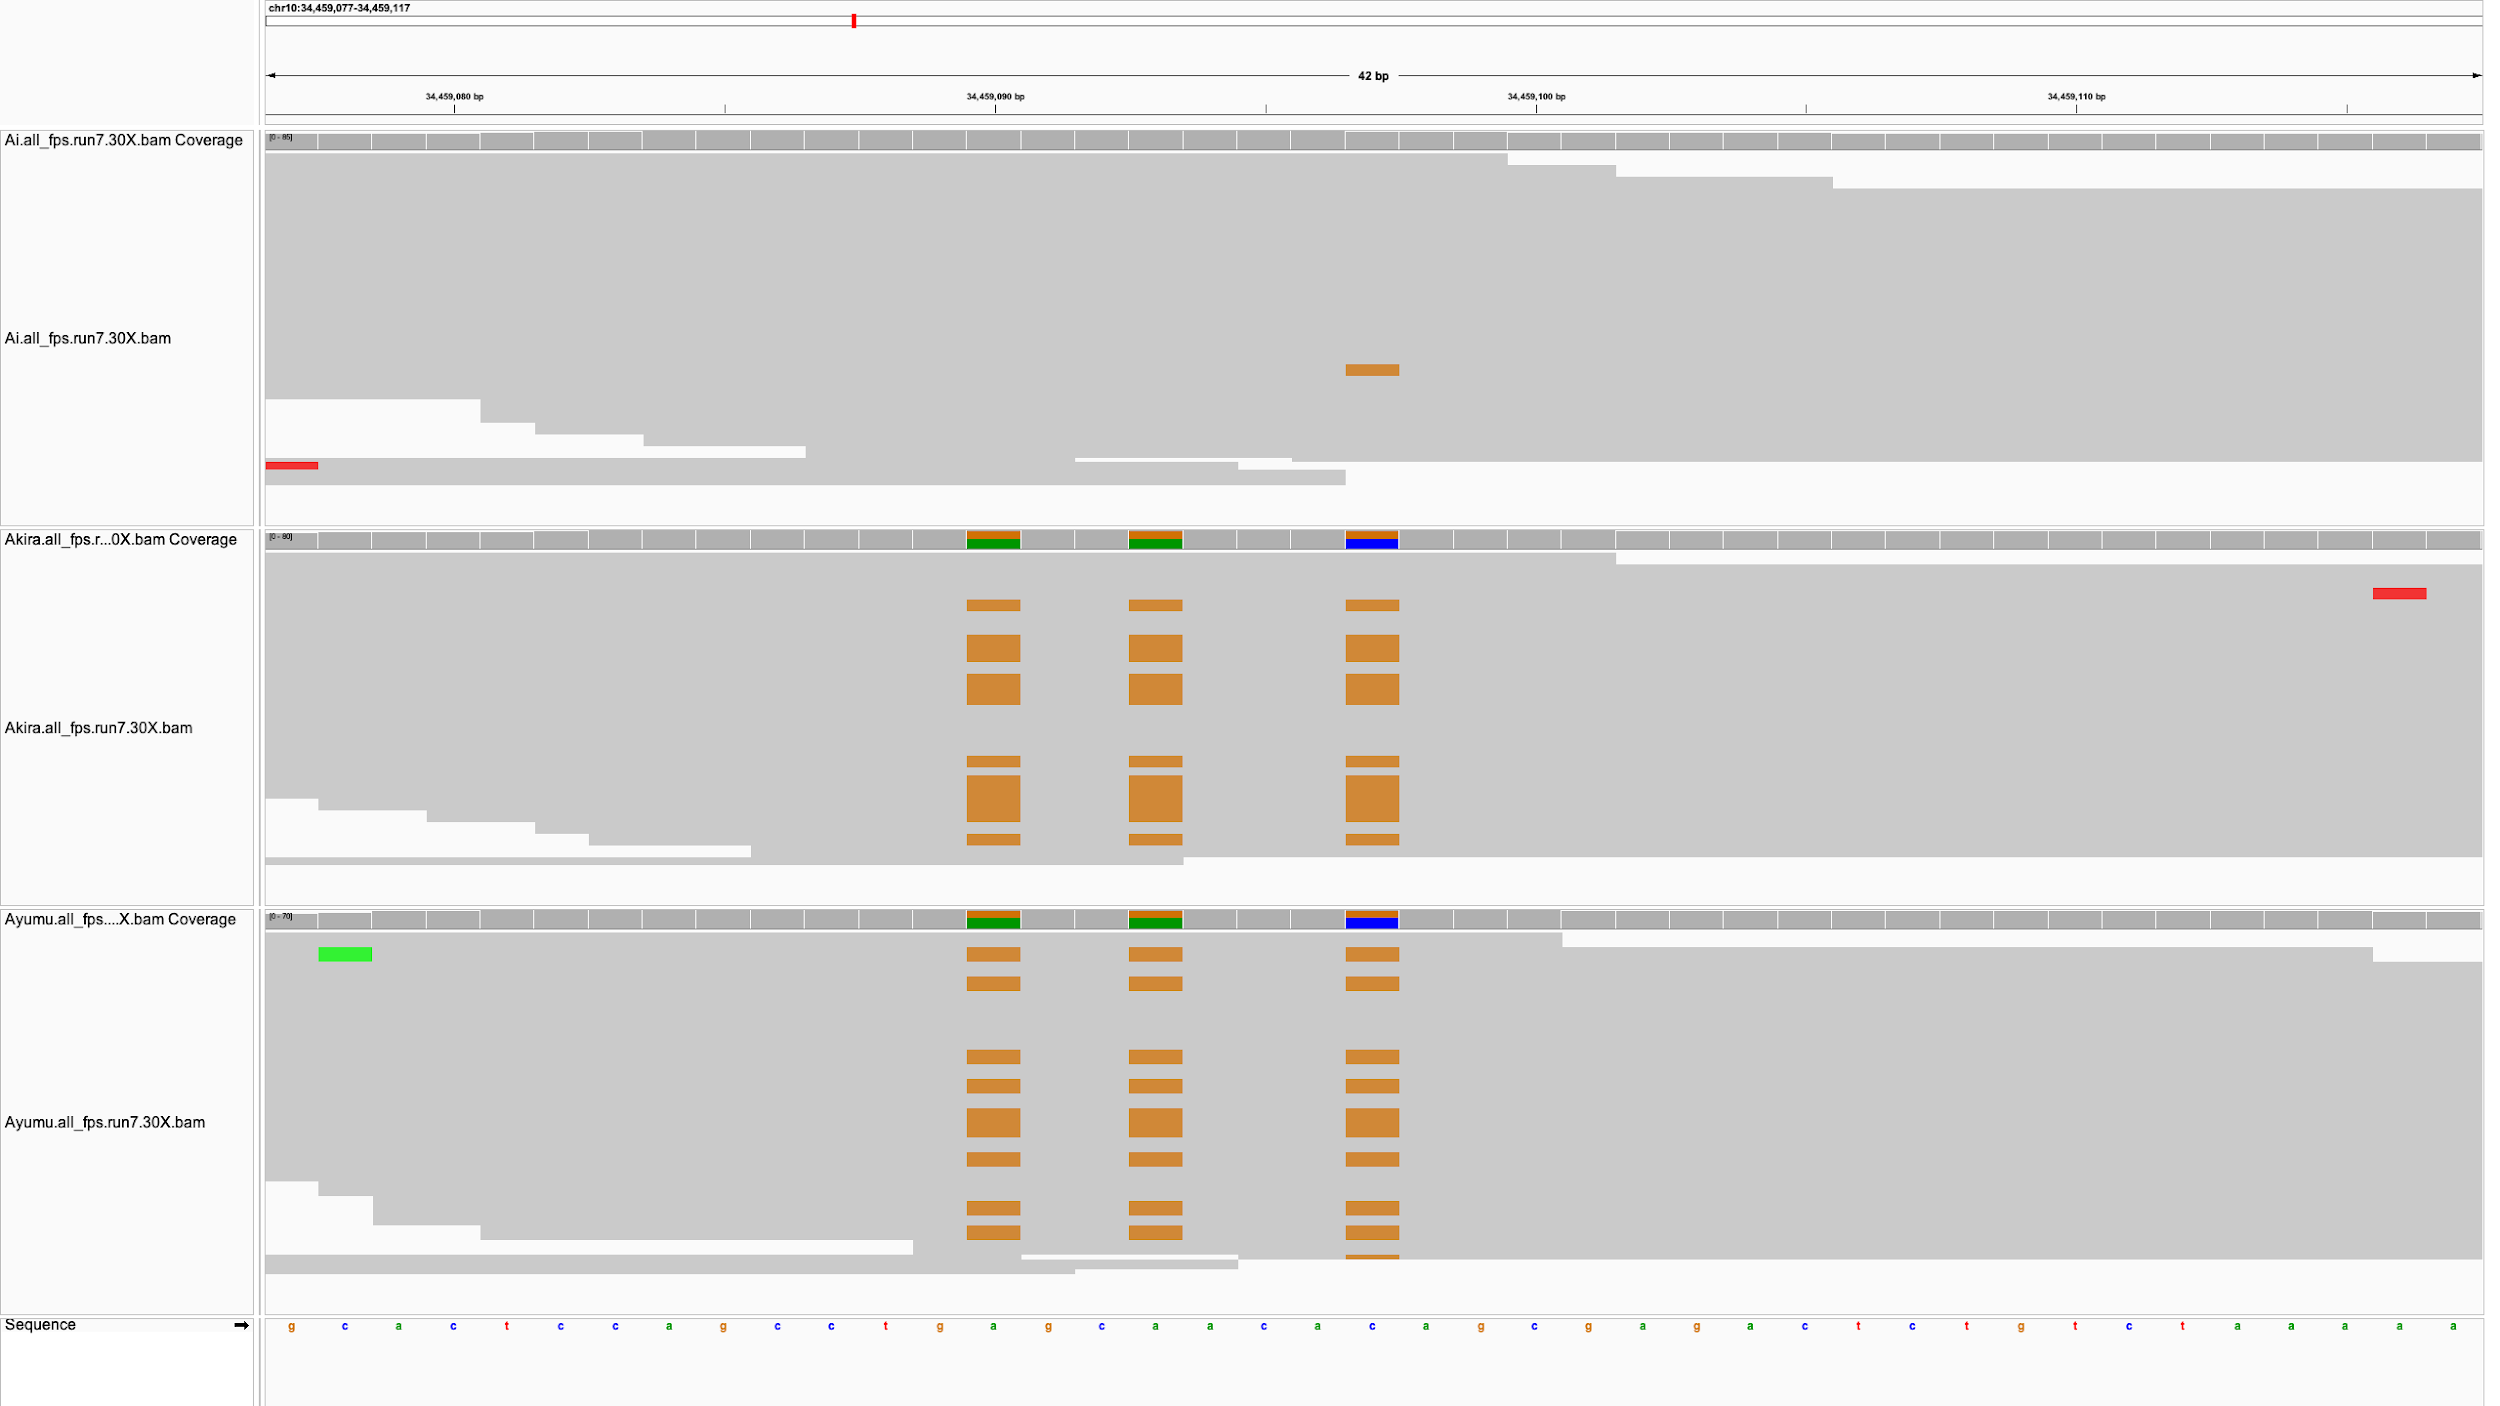 chr10:34,459,077-34,459,117
42 bp
34,459,080 bp 34,459,090 bp 34,459,100 bp 34,459,110 bp
Ai.all_fps.run7.30X.bam Coverage
[0 - 85]
Ai.all_fps.run7.30X.bam
Akira.all_fps.r...0X.bam Coverage
[0 - 80]
Akira.all_fps.run7.30X.bam
Ayumu.all_fps....X.bam Coverage
[0 - 70]
Ayumu.all_fps.run7.30X.bam
Sequence
g c a c t c c a g c c t g a g c a a c a c a g c g a g a c t c t g t c t a a a a a